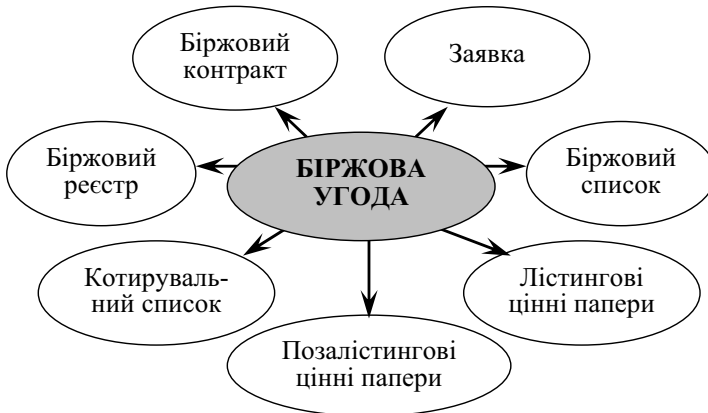 Біржовий
контракт
Заявка
Біржовий
реєстр
БІРЖОВА
УГОДА
Біржовий
список
Котируваль-
ний список
Лістингові
цінні папери
Позалістингові
цінні папери